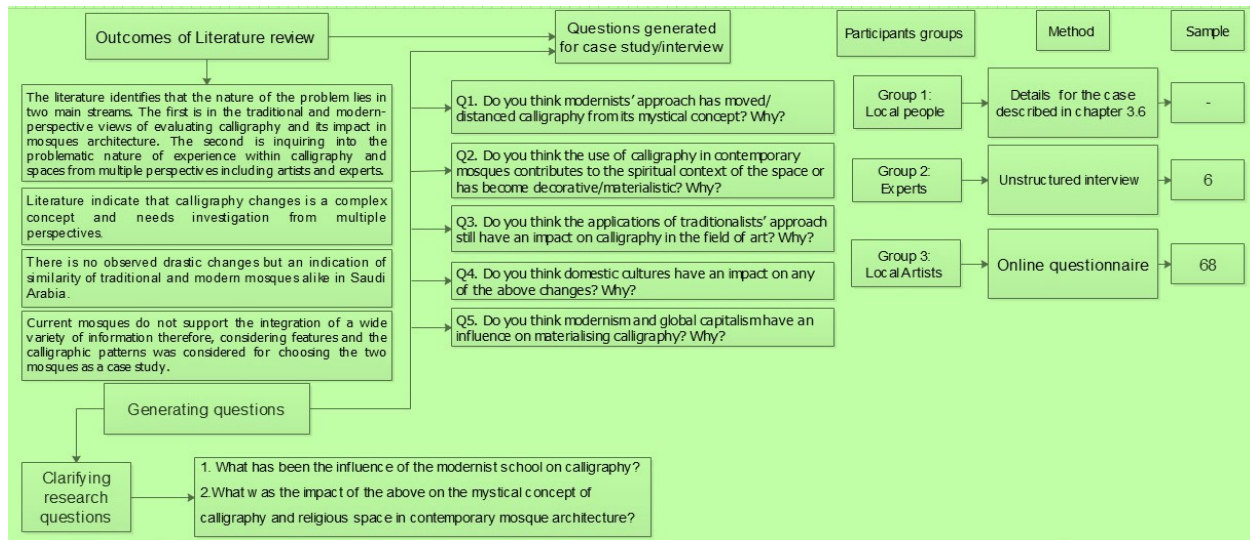 Outcomes of Literature review
The literature identifies that the nature of the problem lies in
two main streams. The first is in the traditional and modern-
perspective views of evaluating calligraphy and its impact in
mosques architecture. The second is inquiring into the
problematic nature of experience within calligraphy and
spaces from multiple perspectives including artists and experts.
Literature indicate that calligraphy changes is a complex
concept and needs investigation from multiple
perspectives.
There is no observed drastic changes but an indication of
similarity of traditional and modern mosques alike in Saudi
Arabia.
Current mosques do not support the integration of a wide
variety of information therefore, considering features and the
calligraphic patterns was considered for choosing the two
mosques as a case study.
Generating questions
Clarifying
research
questions
1. What has been the influence of the modernist school on calligraphy?
2.What was the impact of the above on the mystical concept of
calligraphy and religious space in contemporary mosque architecture?
Questions generated
for case study/interview
Q1. Do you think modernists' approach has moved/
distanced calligraphy from its mystical concept? Why?
Q2. Do you think the use of calligraphy in contemporary
mosques contributes to the spiritual context of the space or
has become decorative/materialistic? Why?
Q3. Do you think the applications of traditionalists' approach
still have an impact on calligraphy in the field of art? Why?
Q4. Do you think domestic cultures have an impact on any
of the above changes? Why?
Q5. Do you think modernism and global capitalism have an
influence on materialising calligraphy? Why?
Participants groups
Method
Sample
Group 1:
Local people
Details for the case
described in chapter 3.6
-
Group 2:
Experts
Unstructured interview
6
Group 3:
Local Artists
Online questionnaire
68